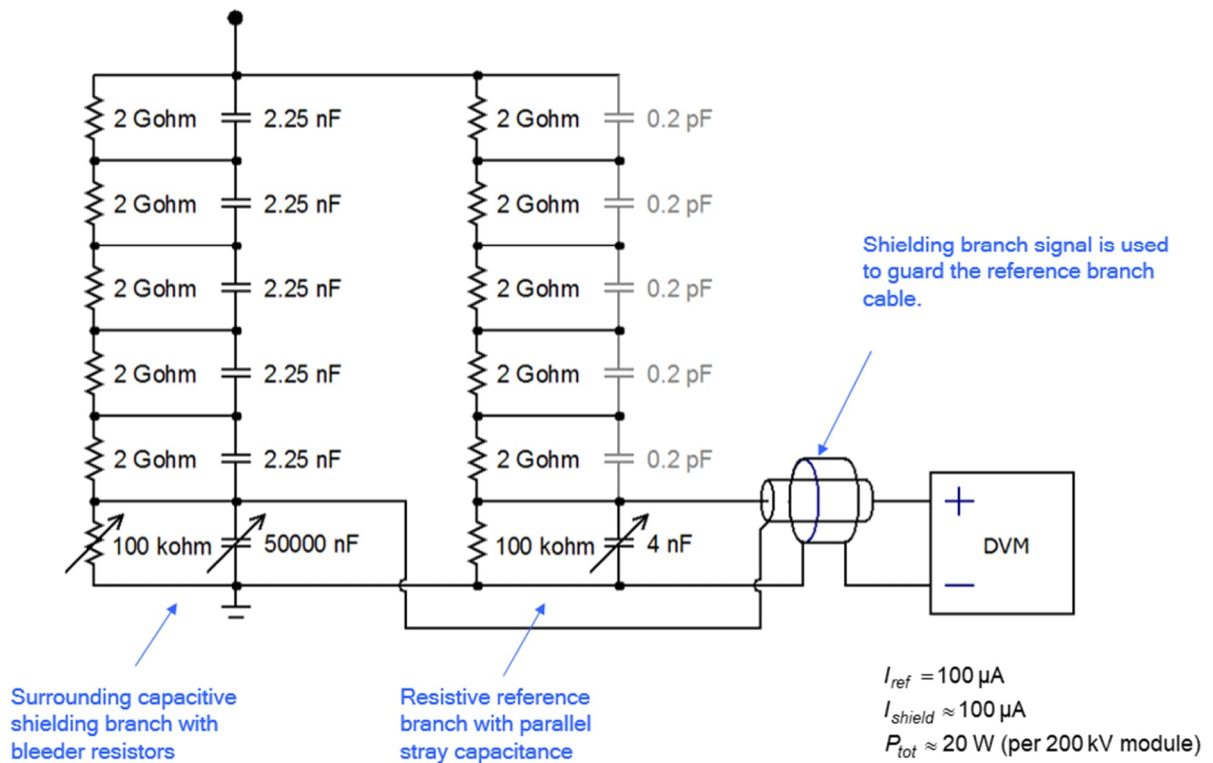 2 Gohm 2.25 nF 2 Gohm 0.2 pF
2 Gohm 2.25 nF 2 Gohm 0.2 pF
2 Gohm 2.25 nF 2 Gohm 0.2 pF
2 Gohm 2.25 nF 2 Gohm 0.2 pF
2 Gohm 2.25 nF 2 Gohm 0.2 pF
100 kohm 50000 nF 100 kohm 4 nF
Shielding branch signal is used
to guard the reference branch
cable.
+
DVM
−
Surrounding capacitive
shielding branch with
bleeder resistors
Resistive reference
branch with parallel
stray capacitance
I_ref = 100 µA
I_shield ≈ 100 µA
P_tot ≈ 20 W (per 200 kV module)